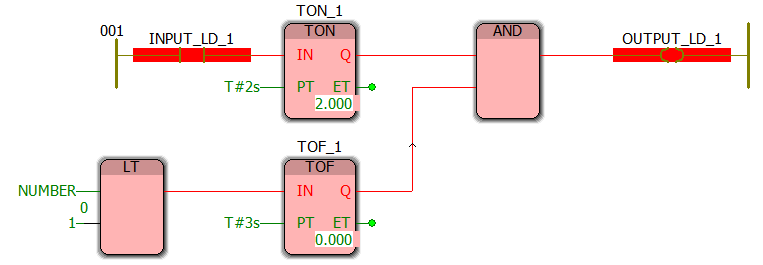 TON_1
001 INPUT_LD_1 TON AND OUTPUT_LD_1
IN Q
T#2s PT ET
2.000
TOF_1
LT TOF
NUMBER IN Q
0
1 T#3s PT ET
0.000